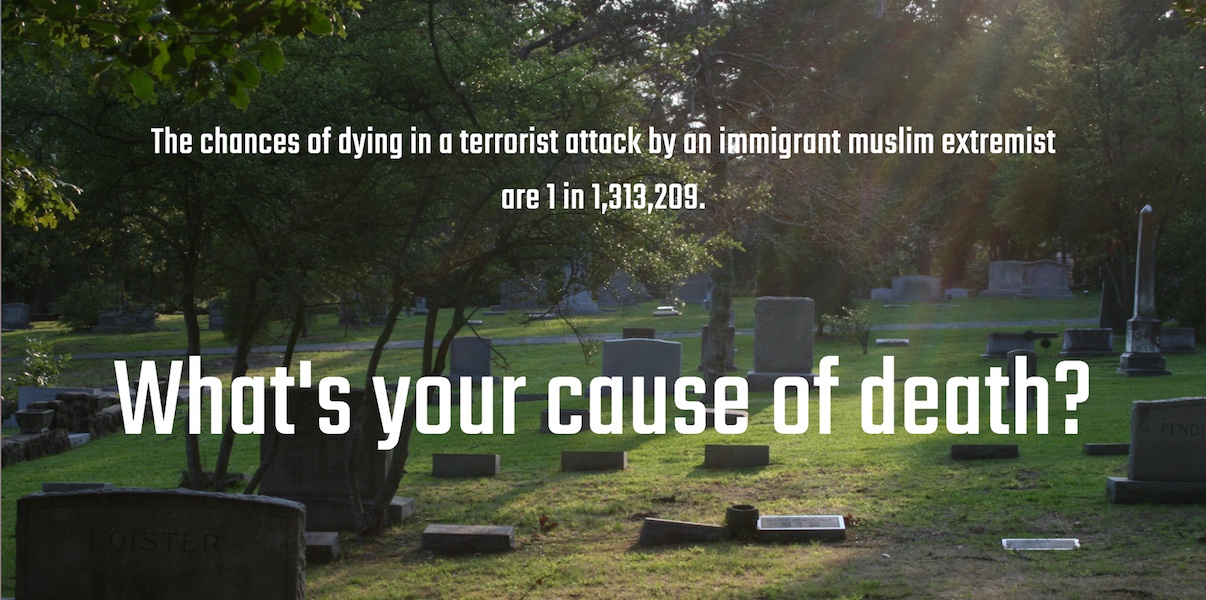 The chances of dying in a terrorist attack by an immigrant muslim extremist
are 1 in 1,313,209.
What's your cause of death?
FOISTER